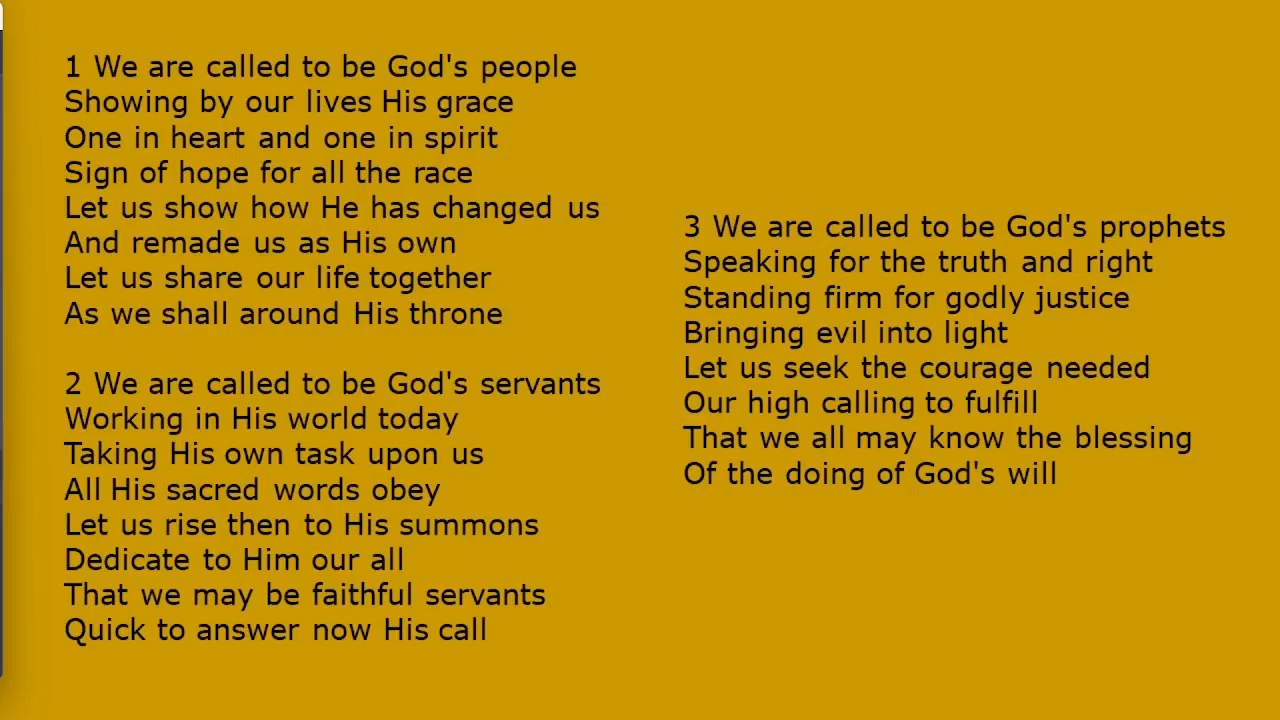 1 We are called to be God's people
Showing by our lives His grace
One in heart and one in spirit
Sign of hope for all the race
Let us show how He has changed us
And remade us as His own
Let us share our life together
As we shall around His throne
2 We are called to be God's servants
Working in His world today
Taking His own task upon us
All His sacred words obey
Let us rise then to His summons
Dedicate to Him our all
That we may be faithful servants
Quick to answer now His call
3 We are called to be God's prophets
Speaking for the truth and right
Standing firm for godly justice
Bringing evil into light
Let us seek the courage needed
Our high calling to fulfill
That we all may know the blessing
Of the doing of God's will